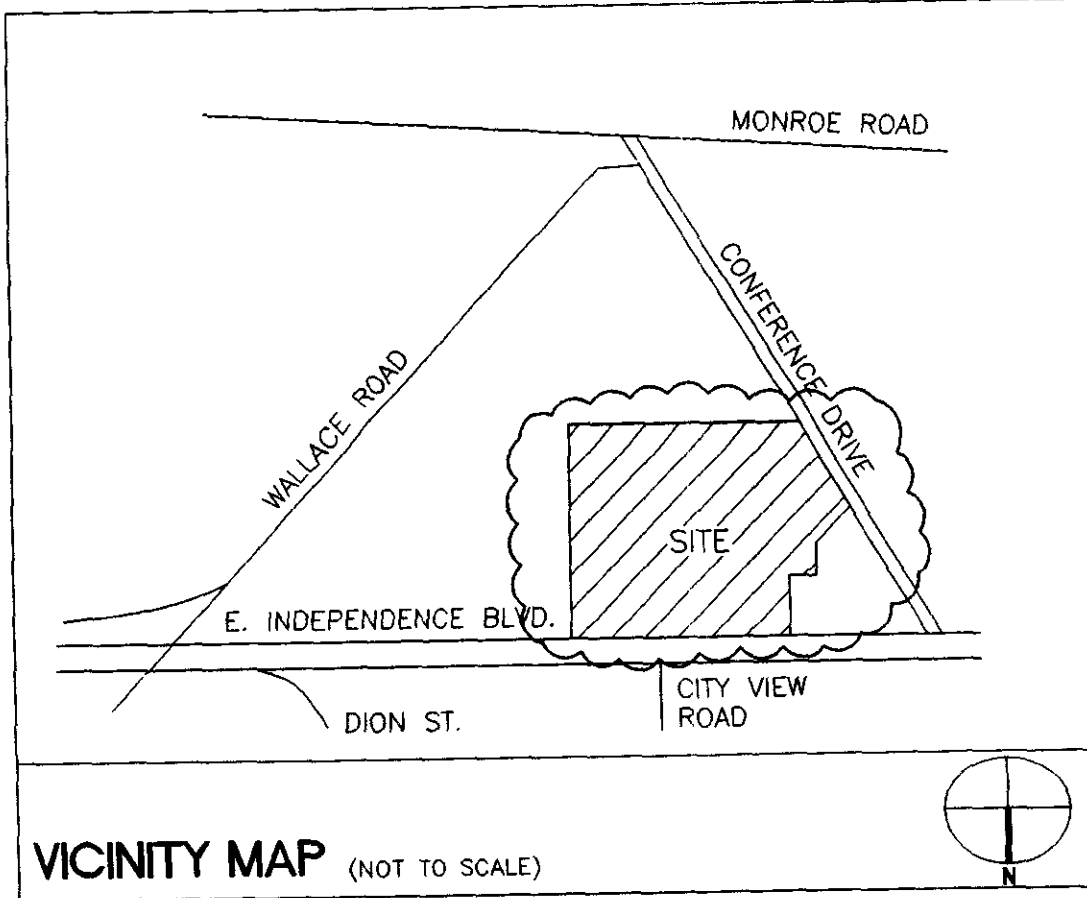 MONROE ROAD
CONFERENCE DRIVE
WALLACE ROAD
SITE
E. INDEPENDENCE BLVD.
CITY VIEW
ROAD
DION ST.
VICINITY MAP (NOT TO SCALE)
N